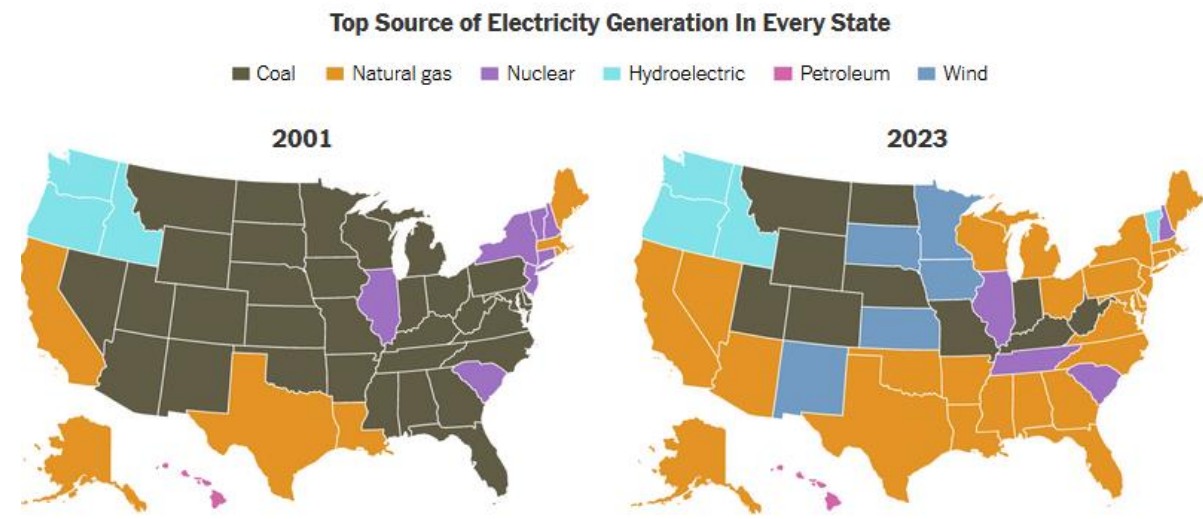 Top Source of Electricity Generation In Every State
Coal Natural gas Nuclear Hydroelectric Petroleum Wind
2001 2023